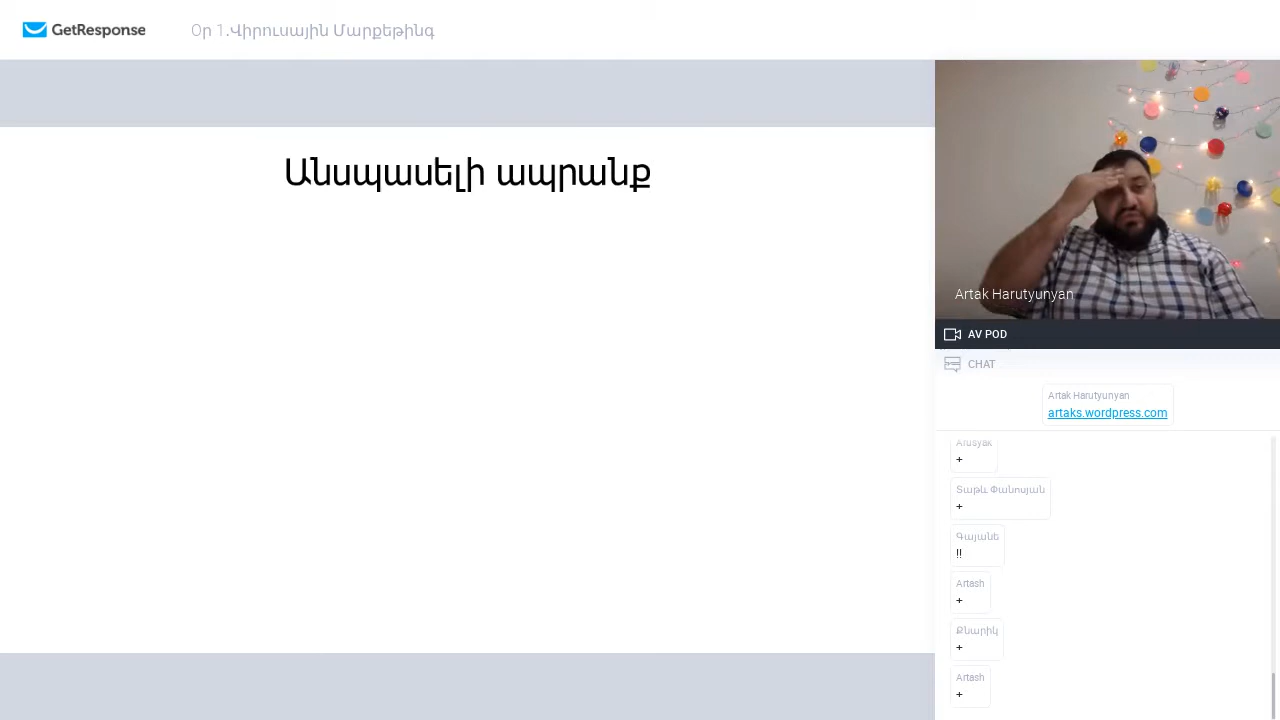 GetResponse
Օր 1.Վիրուսային Մարքեթինգ
Անսպասելի ապրանք
Artak Harutyunyan
AV POD
CHAT
Artak Harutyunyan
artaks.wordpress.com
Arusyak
+
Տաթև Փանոսյան
+
Գայանե
!!
Artash
+
Քնարիկ
+
Artash
+